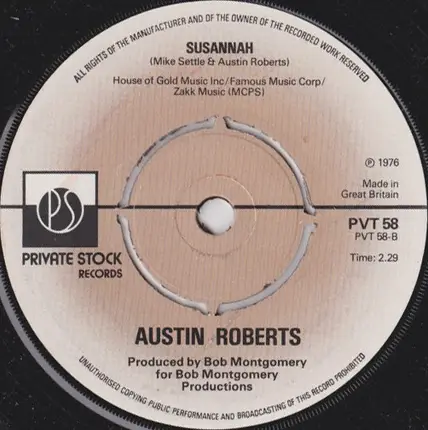 ALL RIGHTS OF THE MANUFACTURER AND OF THE OWNER OF THE RECORDED WORK RESERVED
SUSANNAH
(Mike Settle & Austin Roberts)
House of Gold Music Inc/Famous Music Corp/
Zakk Music (MCPS)
℗ 1976
Made in
Great Britain
PS
PRIVATE STOCK
RECORDS
PVT 58
PVT 58-B
Time: 2.29
AUSTIN ROBERTS
Produced by Bob Montgomery
for Bob Montgomery
Productions
UNAUTHORISED COPYING PUBLIC PERFORMANCE AND BROADCASTING OF THIS RECORD PROHIBITED